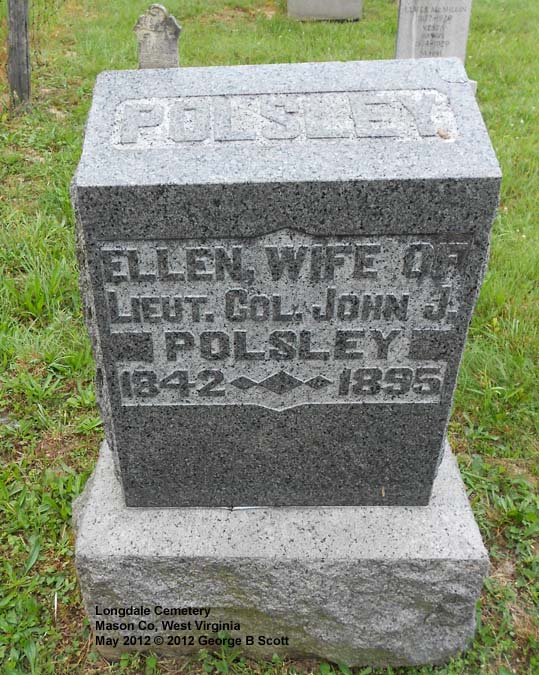 POLSLEY
ELLEN, WIFE OF
LIEUT. COL. JOHN J.
POLSLEY
1842 1895
Longdale Cemetery
Mason Co, West Virginia
May 2012 © 2012 George B Scott